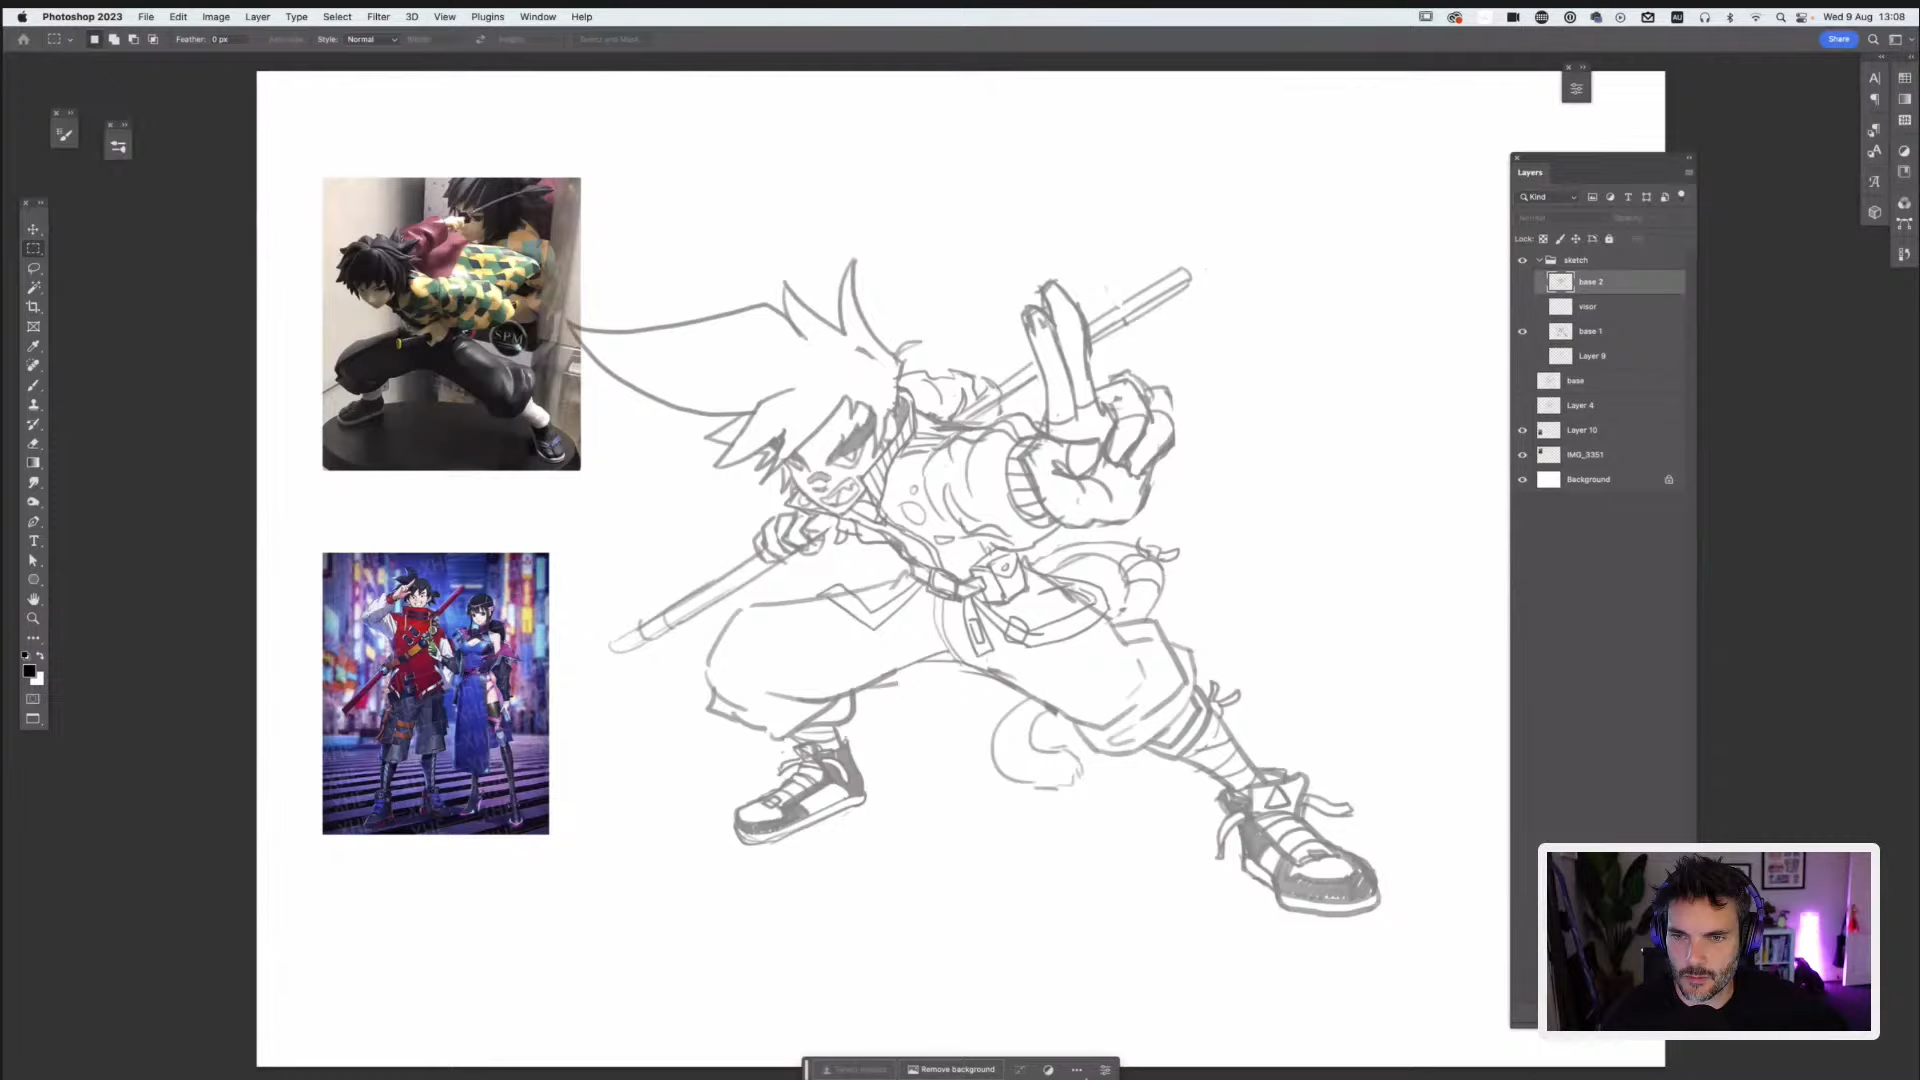 Photoshop 2023 File Edit Image Layer Type Select Filter 3D View Plugins Window Help Wed 9 Aug 13:08
Feather: 0 px Style: Normal Share
Layers
Kind
Lock:
sketch
base 2
visor
base 1
Layer 9
base
Layer 4
Layer 10
IMG_3351
Background
SPM
Remove background